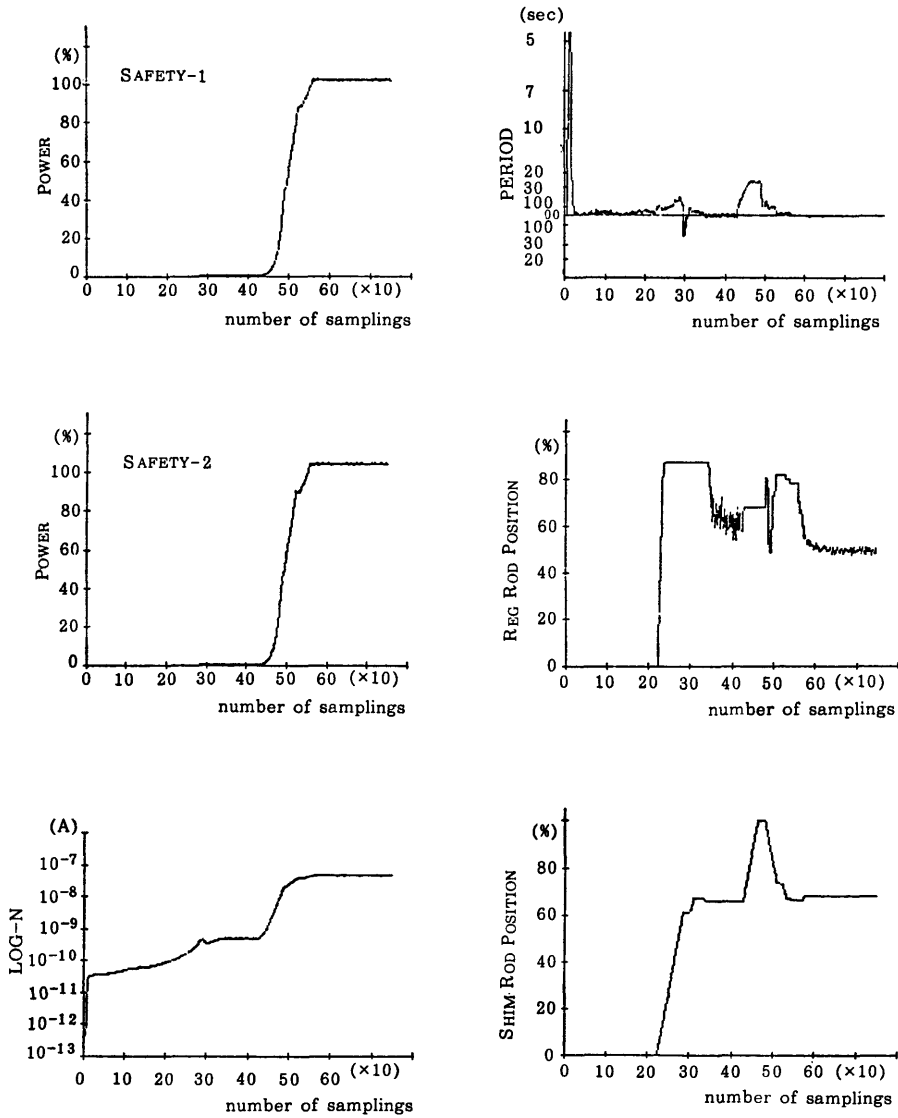 (%)
SAFETY-1
POWER
100
80
60
40
20
0
0 10 20 30 40 50 60 (×10)
number of samplings
(sec)
PERIOD
5
7
10
20
30
100
∞
100
30
20
0 10 20 30 40 50 60 (×10)
number of samplings
(%)
SAFETY-2
POWER
100
80
60
40
20
0
0 10 20 30 40 50 60 (×10)
number of samplings
(%)
REG ROD POSITION
80
60
40
20
0
0 10 20 30 40 50 60 (×10)
number of samplings
(A)
LOG-N
10⁻⁷
10⁻⁸
10⁻⁹
10⁻¹⁰
10⁻¹¹
10⁻¹²
10⁻¹³
0 10 20 30 40 50 60 (×10)
number of samplings
(%)
SHIM ROD POSITION
80
60
40
20
0
0 10 20 30 40 50 60 (×10)
number of samplings